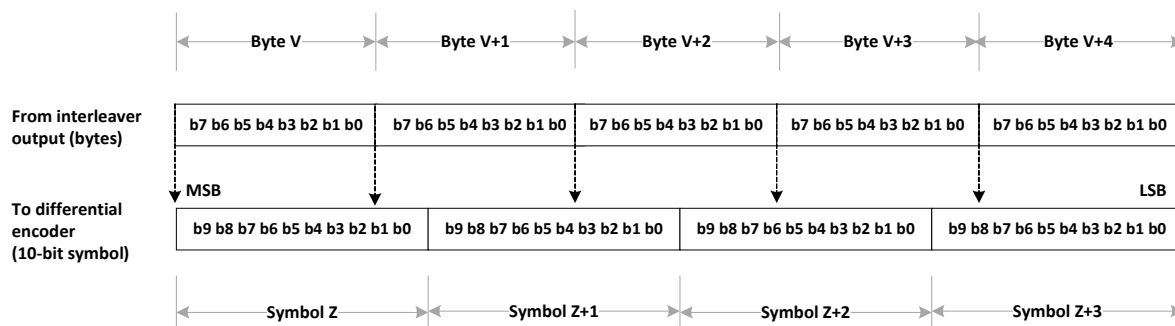 Byte V Byte V+1 Byte V+2 Byte V+3 Byte V+4
From interleaver
output (bytes)
b7 b6 b5 b4 b3 b2 b1 b0 b7 b6 b5 b4 b3 b2 b1 b0 b7 b6 b5 b4 b3 b2 b1 b0 b7 b6 b5 b4 b3 b2 b1 b0 b7 b6 b5 b4 b3 b2 b1 b0
MSB LSB
To differential
encoder
(10-bit symbol)
b9 b8 b7 b6 b5 b4 b3 b2 b1 b0 b9 b8 b7 b6 b5 b4 b3 b2 b1 b0 b9 b8 b7 b6 b5 b4 b3 b2 b1 b0 b9 b8 b7 b6 b5 b4 b3 b2 b1 b0
Symbol Z Symbol Z+1 Symbol Z+2 Symbol Z+3